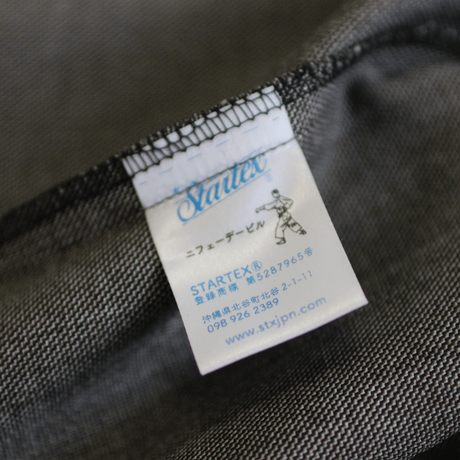 Startex
®
ニフェーデービル
STARTEX®
登録商標 第5287965号
沖縄県北谷町北谷2-1-11
098 926 2389
www.stxjpn.com